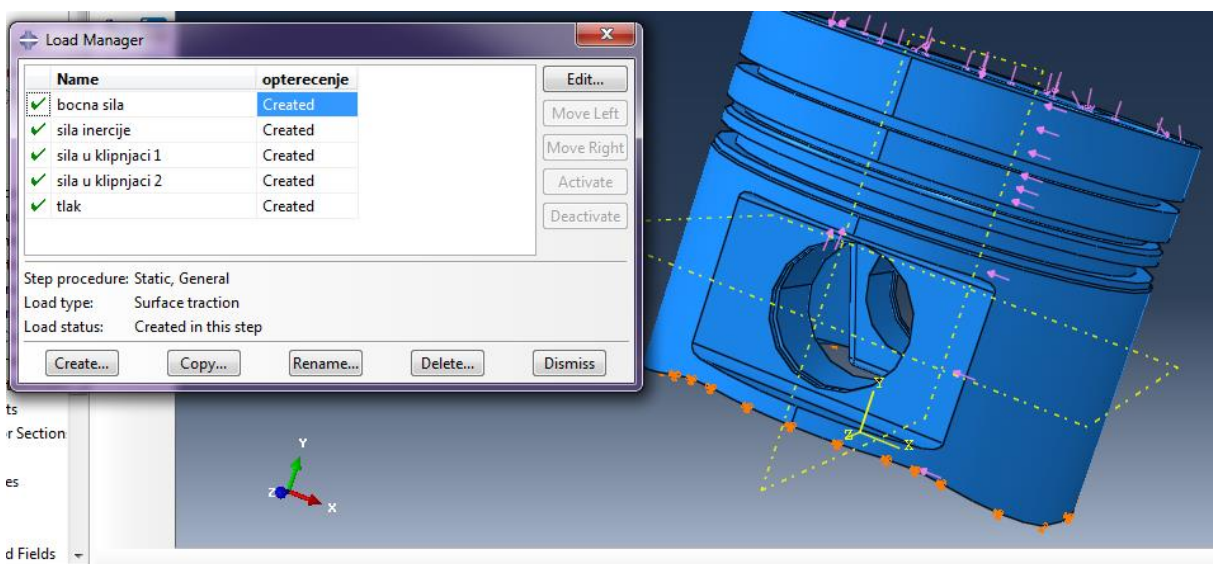 Load Manager
Name opterecenje
Edit...
bocna sila Created
Move Left
sila inercije Created
Move Right
sila u klipnjaci 1 Created
sila u klipnjaci 2 Created
Activate
tlak Created
Deactivate
Step procedure: Static, General
Load type: Surface traction
Load status: Created in this step
Create... Copy... Rename... Delete... Dismiss
ts
r Section
es
d Fields
Y
Z X
Y
Z X